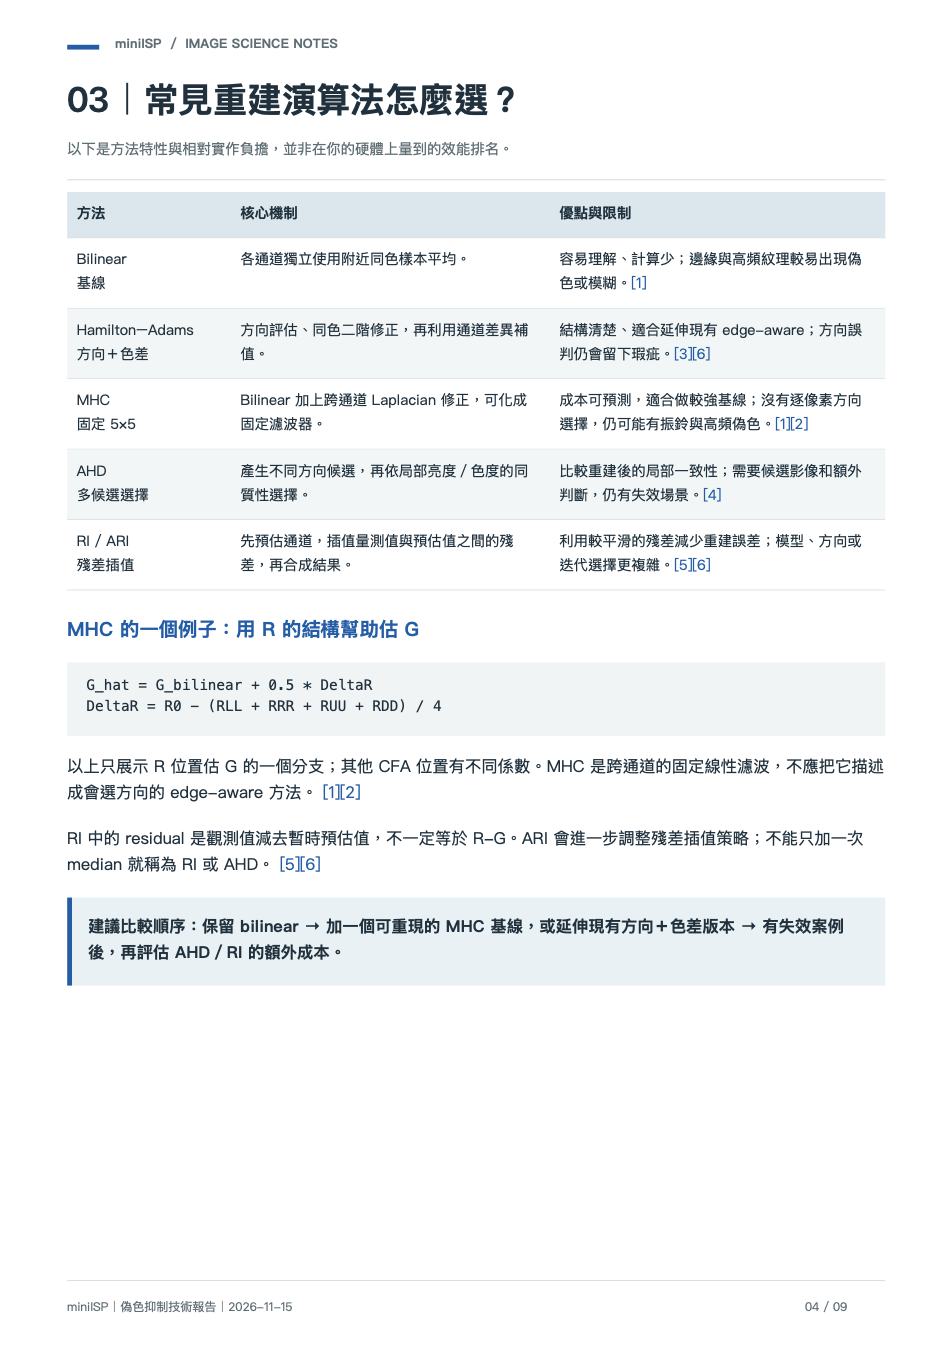 miniISP / IMAGE SCIENCE NOTES
03｜常見重建演算法怎麼選？
以下是方法特性與相對實作負擔，並非在你的硬體上量到的效能排名。
方法 核心機制 優點與限制
Bilinear 各通道獨立使用附近同色樣本平均。 容易理解、計算少；邊緣與高頻紋理較易出現偽
基線 色或模糊。[1]
Hamilton—Adams 方向評估、同色二階修正，再利用通道差異補 結構清楚、適合延伸現有 edge-aware；方向誤
方向＋色差 值。 判仍會留下瑕疵。[3][6]
MHC Bilinear 加上跨通道 Laplacian 修正，可化成 成本可預測，適合做較強基線；沒有逐像素方向
固定 5×5 固定濾波器。 選擇，仍可能有振鈴與高頻偽色。[1][2]
AHD 產生不同方向候選，再依局部亮度 / 色度的同 比較重建後的局部一致性；需要候選影像和額外
多候選選擇 質性選擇。 判斷，仍有失效場景。[4]
RI / ARI 先預估通道，插值量測值與預估值之間的殘 利用較平滑的殘差減少重建誤差；模型、方向或
殘差插值 差，再合成結果。 迭代選擇更複雜。[5][6]
MHC 的一個例子：用 R 的結構幫助估 G
G_hat = G_bilinear + 0.5 * DeltaR
DeltaR = R0 - (RLL + RRR + RUU + RDD) / 4
以上只展示 R 位置估 G 的一個分支；其他 CFA 位置有不同係數。MHC 是跨通道的固定線性濾波，不應把它描述
成會選方向的 edge-aware 方法。 [1][2]
RI 中的 residual 是觀測值減去暫時預估值，不一定等於 R-G。ARI 會進一步調整殘差插值策略；不能只加一次
median 就稱為 RI 或 AHD。 [5][6]
建議比較順序：保留 bilinear → 加一個可重現的 MHC 基線，或延伸現有方向＋色差版本 → 有失效案例
後，再評估 AHD / RI 的額外成本。
miniISP｜偽色抑制技術報告｜2026-11-15 04 / 09